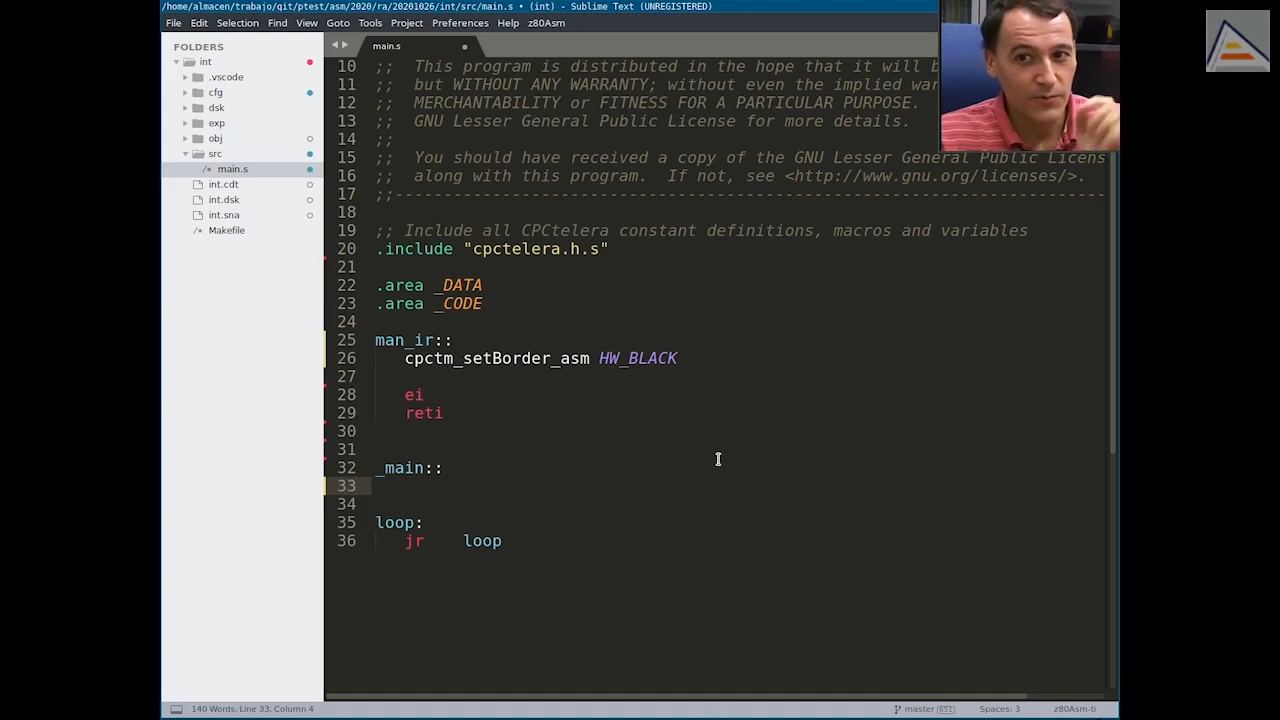 /home/almacen/trabajo/git/ptest/asm/2020/ra/20201026/int/src/main.s • (int) - Sublime Text (UNREGISTERED)
File Edit Selection Find View Goto Tools Project Preferences Help z80Asm
FOLDERS
int
.vscode
cfg
dsk
exp
obj
src
main.s
int.cdt
int.dsk
int.sna
Makefile
main.s
10 ;; This program is distributed in the hope that it will b
11 ;; but WITHOUT ANY WARRANTY; without even the implied war
12 ;; MERCHANTABILITY or FITNESS FOR A PARTICULAR PURPOSE.
13 ;; GNU Lesser General Public License for more details.
14 ;;
15 ;; You should have received a copy of the GNU Lesser General Public Licens
16 ;; along with this program. If not, see <http://www.gnu.org/licenses/>.
17 ;;-------------------------------------------------------------------------
18
19 ;; Include all CPCtelera constant definitions, macros and variables
20 .include "cpctelera.h.s"
21
22 .area _DATA
23 .area _CODE
24
25 man_ir::
26 cpctm_setBorder_asm HW_BLACK
27
28 ei
29 reti
30
31
32 _main::
33
34
35 loop:
36 jr loop
140 Words, Line 33, Column 4
master 651
Spaces: 3
z80Asm-ti